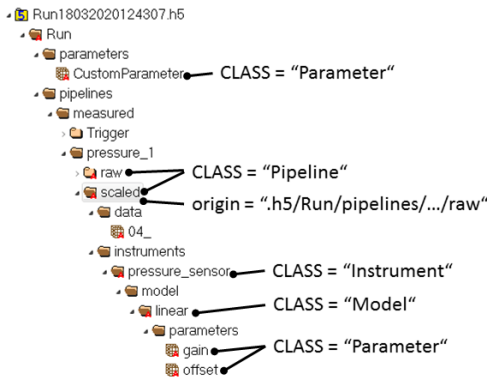 Run18032020124307.h5
Run
parameters
CustomParameter CLASS = “Parameter“
pipelines
measured
Trigger
pressure_1
raw CLASS = “Pipeline“
scaled
origin = “.h5/Run/pipelines/.../raw“
data
04_
instruments
pressure_sensor CLASS = “Instrument“
model
linear CLASS = “Model“
parameters
gain CLASS = “Parameter“
offset